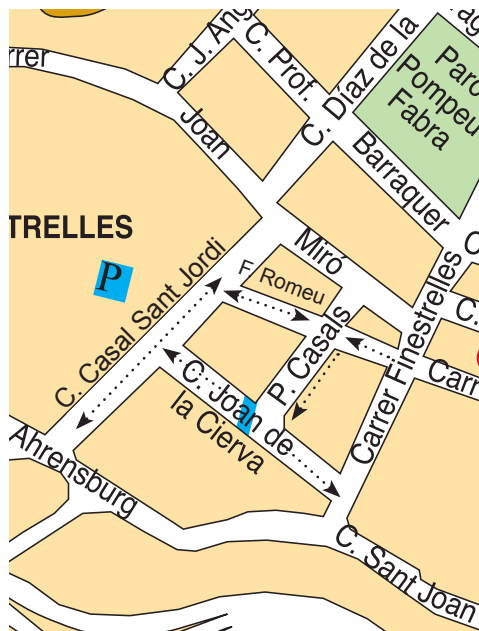 rrer
C. J. Ang
C. Prof.
Barraquer
C. Diaz de la
Parc
Pompeu
Fabra
Joan
Miró
TRELLES
P
C. Casal Sant Jordi
F. Romeu
P. Casals
Carrer Finestrelles
C.
Carr
C. Joan de
la Cierva
Ahrensburg
C. Sant Joan